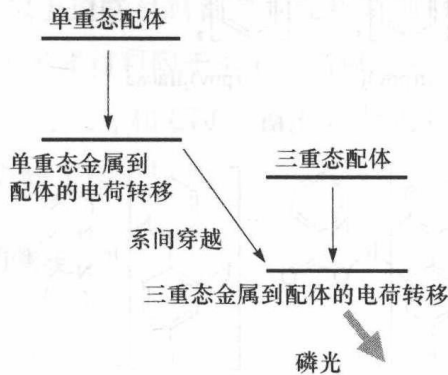 单重态配体
单重态金属到
配体的电荷转移
三重态配体
系间穿越
三重态金属到配体的电荷转移
磷光